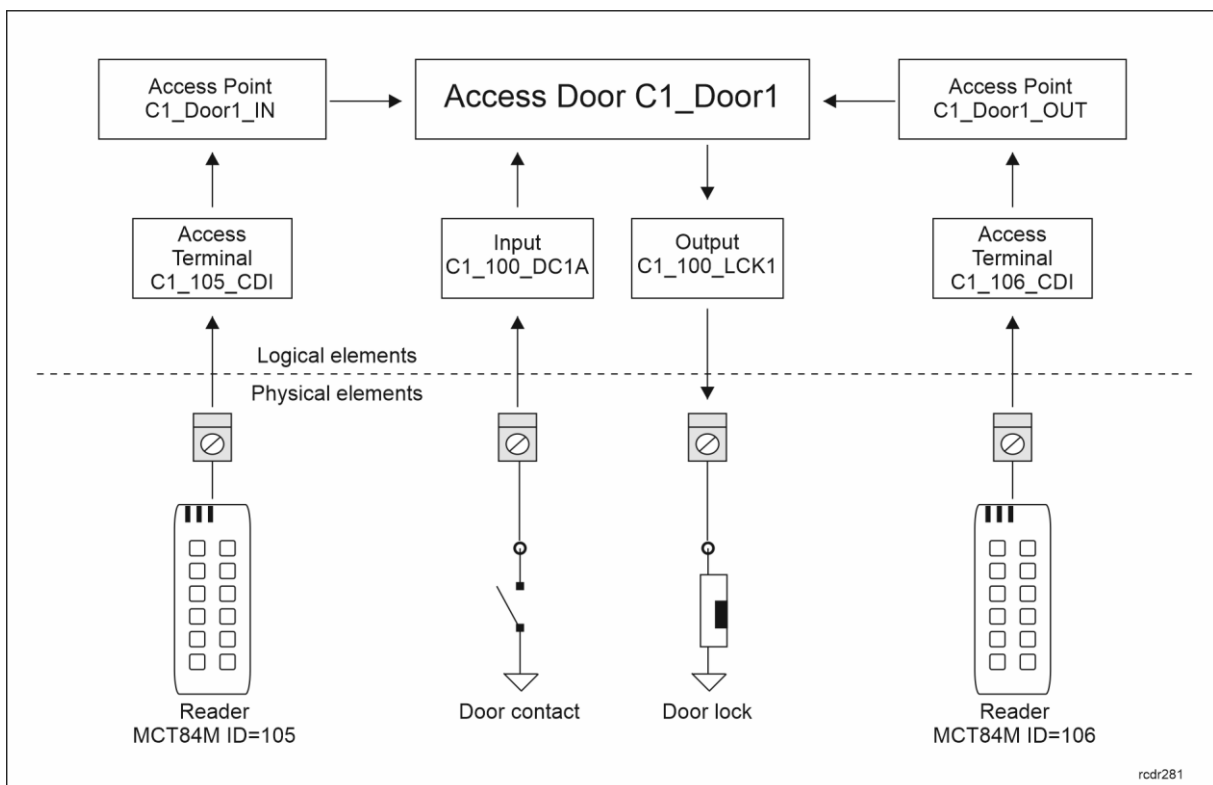 Access Point
C1_Door1_IN
Access Door C1_Door1
Access Point
C1_Door1_OUT
Access
Terminal
C1_105_CDI
Input
C1_100_DC1A
Output
C1_100_LCK1
Access
Terminal
C1_106_CDI
Logical elements
Physical elements
Reader
MCT84M ID=105
Door contact
Door lock
Reader
MCT84M ID=106
rcdr281